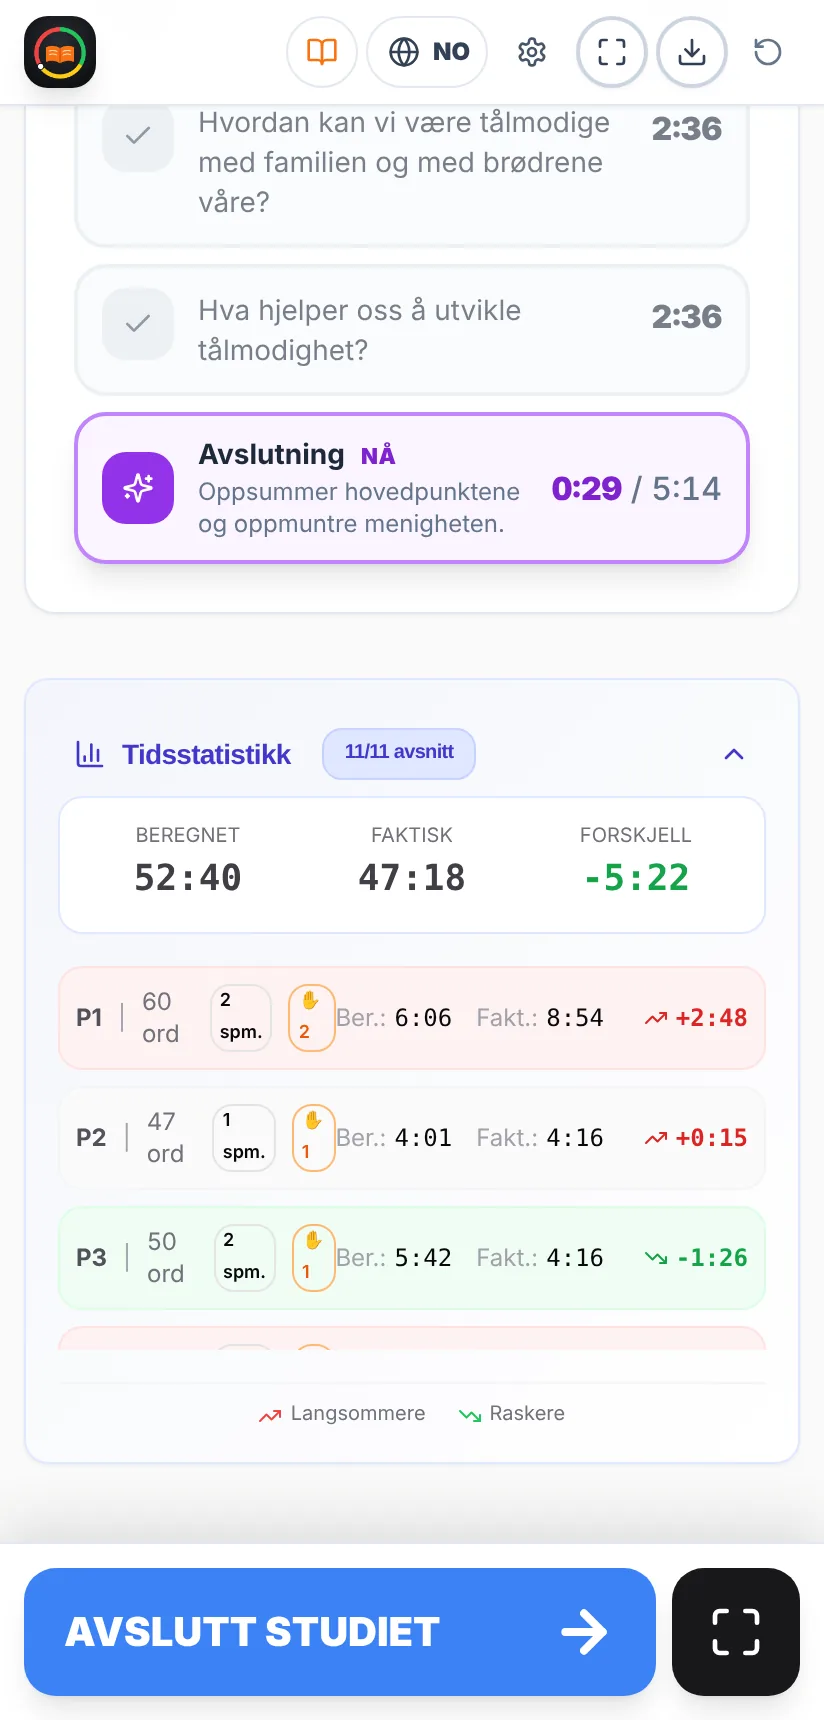 NO
Hvordan kan vi være tålmodige 2:36
med familien og med brødrene
våre?
Hva hjelper oss å utvikle 2:36
tålmodighet?
Avslutning NÅ
Oppsummer hovedpunktene 0:29 / 5:14
og oppmuntre menigheten.
Tidsstatistikk 11/11 avsnitt
BEREGNET FAKTISK FORSKJELL
52:40 47:18 -5:22
P1 60 ord 2 spm. ✋ 2 Ber.: 6:06 Fakt.: 8:54 +2:48
P2 47 ord 1 spm. ✋ 1 Ber.: 4:01 Fakt.: 4:16 +0:15
P3 50 ord 2 spm. ✋ 1 Ber.: 5:42 Fakt.: 4:16 -1:26
Langsommere Raskere
AVSLUTT STUDIET